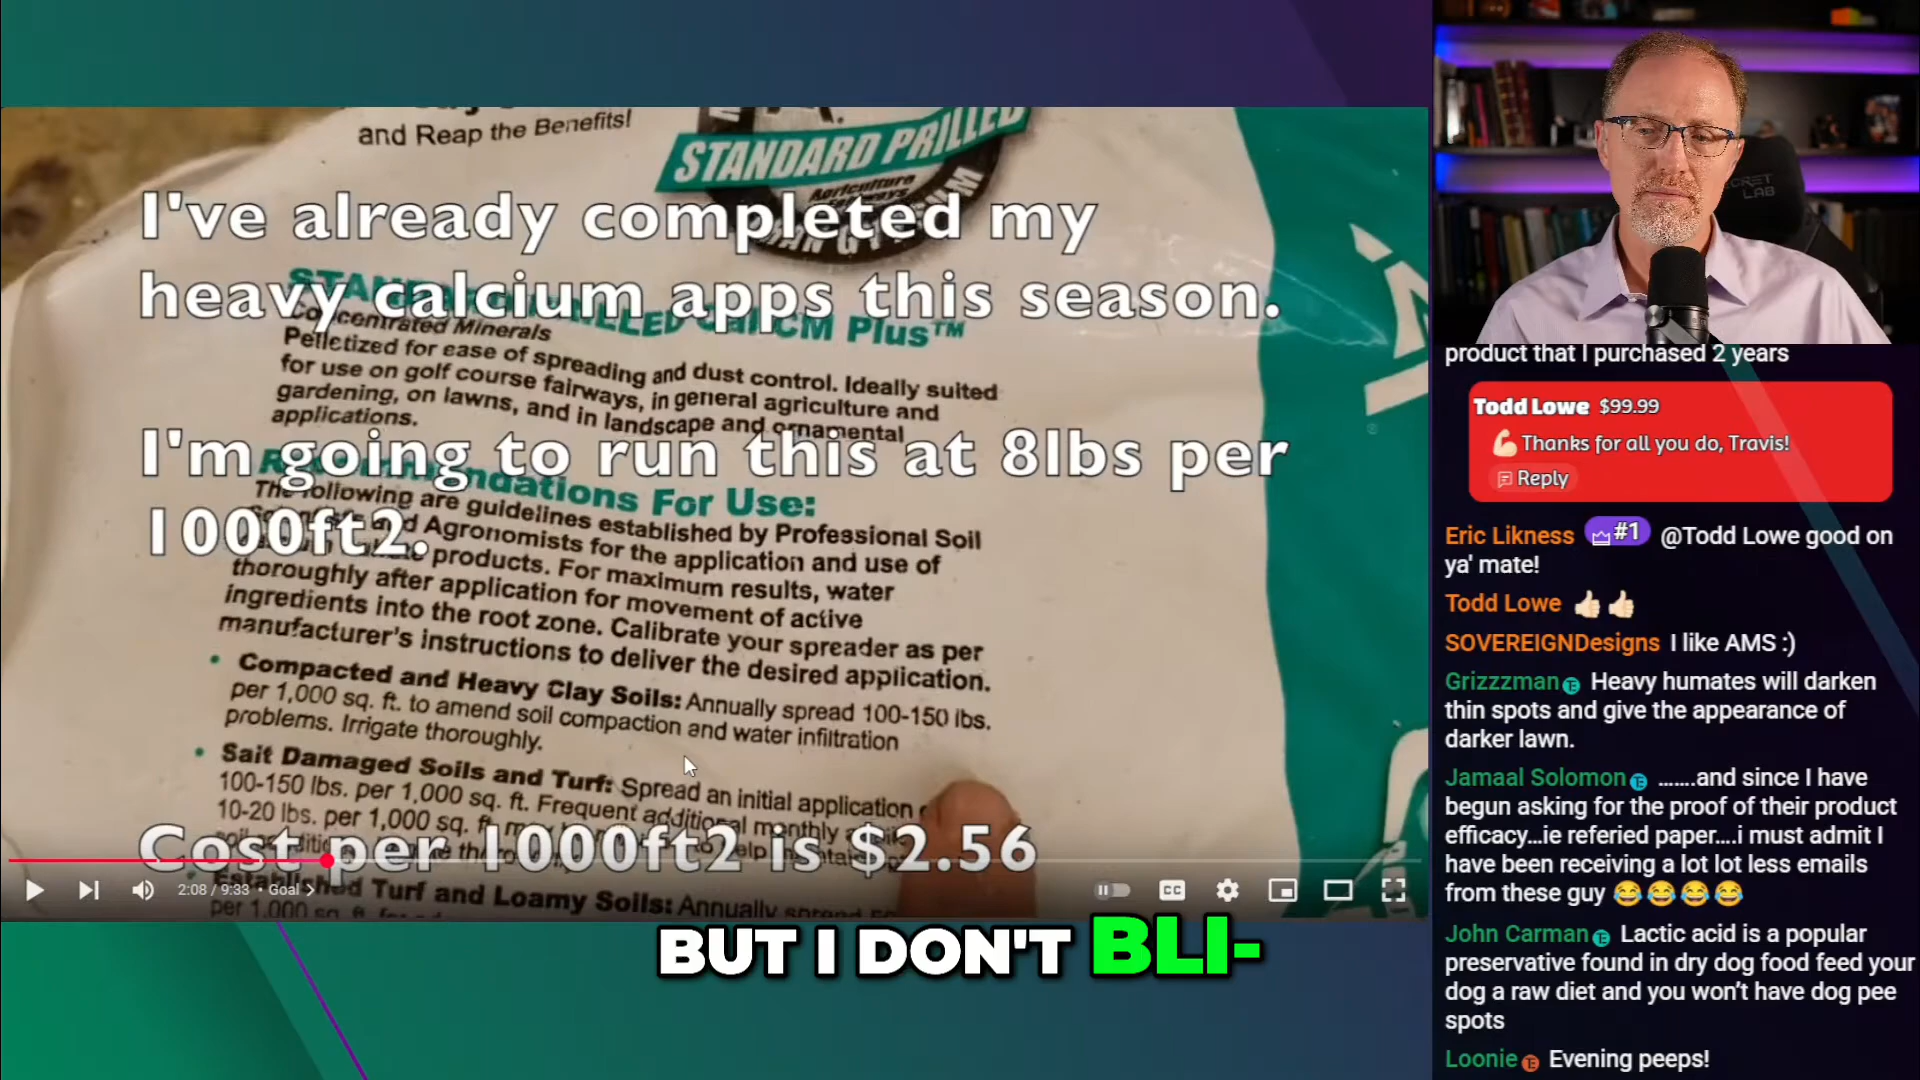 and Reap the Benefits!
STANDARD PRILLED
Agriculture
I've already completed my
heavy calcium apps this season.
Concentrated Minerals
Plus™
Pelletized for ease of spreading and dust control. Ideally suited
for use on golf course fairways, in general agriculture and
gardening, on lawns, and in landscape and ornamental
applications.
I'm going to run this at 8lbs per
1000ft2.
For Use:
The following are guidelines established by Professional Soil
and Agronomists for the application and use of
products. For maximum results, water
thoroughly after application for movement of active
ingredients into the root zone. Calibrate your spreader as per
manufacturer's instructions to deliver the desired application.
• Compacted and Heavy Clay Soils: Annually spread 100-150 lbs.
per 1,000 sq. ft. to amend soil compaction and water infiltration
problems. Irrigate thoroughly.
• Salt Damaged Soils and Turf: Spread an initial application
100-150 lbs. per 1,000 sq. ft. Frequent additional monthly
10-20 lbs. per 1,000 sq. ft.
Cost per 1000ft2 is $2.56
2:08 / 9:33 • Goal >
CC
Established Turf and Loamy Soils: Annually spread
per 1,000 sq. ft.
BUT I DON'T BLI-
SECRET
LAB
product that I purchased 2 years
Todd Lowe $99.99
💪Thanks for all you do, Travis!
Reply
Eric Likness #1 @Todd Lowe good on
ya' mate!
Todd Lowe 👍👍
SOVEREIGNDesigns I like AMS :)
Grizzzman Heavy humates will darken
thin spots and give the appearance of
darker lawn.
Jamaal Solomon …….and since I have
begun asking for the proof of their product
efficacy…ie referied paper….i must admit I
have been receiving a lot lot less emails
from these guy 😂😂😂😂
John Carman Lactic acid is a popular
preservative found in dry dog food feed your
dog a raw diet and you won't have dog pee
spots
Loonie Evening peeps!